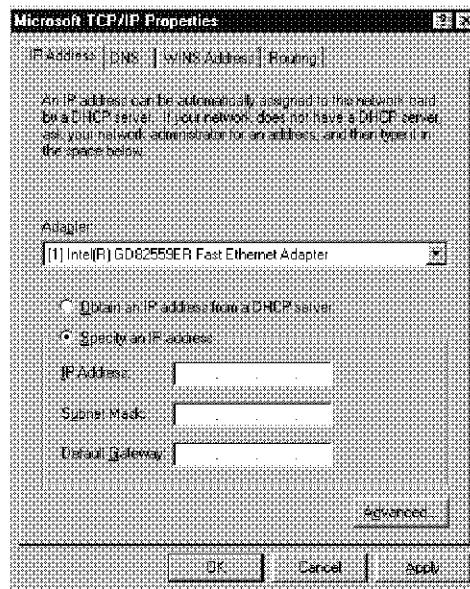 Microsoft TCP/IP Properties
IP Address DNS WINS Address Routing
An IP address can be automatically assigned to this network card
by a DHCP server. If your network does not have a DHCP server,
ask your network administrator for an address, and then type it in
the space below.
Adapter:
[1] Intel(R) GD82559ER Fast Ethernet Adapter
Obtain an IP address from a DHCP server
Specify an IP address
IP Address:
Subnet Mask:
Default Gateway:
Advanced...
OK Cancel Apply